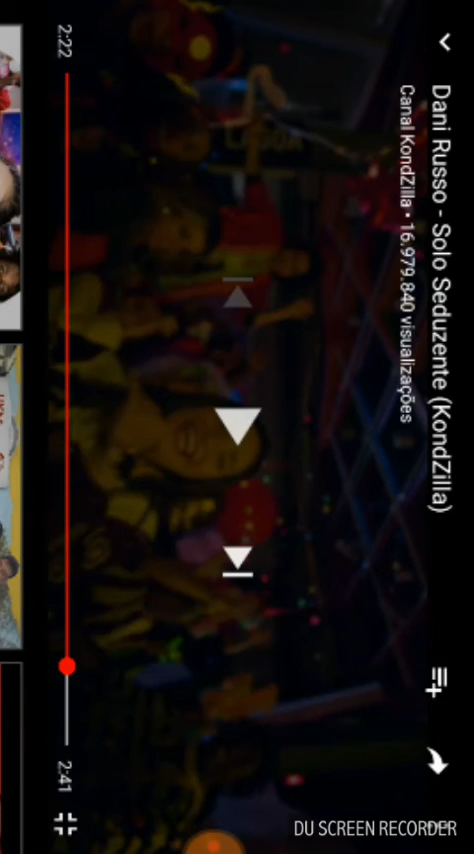 Dani Russo - Solo Seduzente (KondZilla)
Canal KondZilla • 16.979.840 visualizações
2:22
2:41
DU SCREEN RECORDER